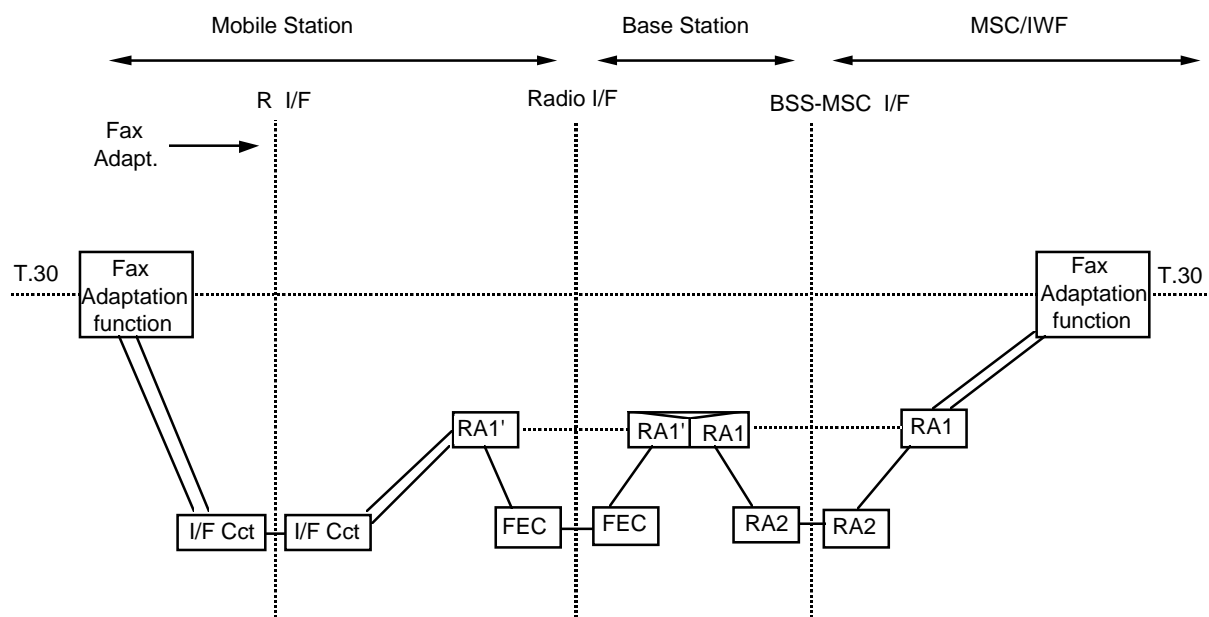 Mobile Station
Base Station
MSC/IWF
R I/F
Radio I/F
BSS-MSC I/F
Fax
Adapt.
T.30
Fax
Adaptation
function
Fax
Adaptation
function
T.30
RA1'
RA1'
RA1
RA1
I/F Cct
I/F Cct
FEC
FEC
RA2
RA2